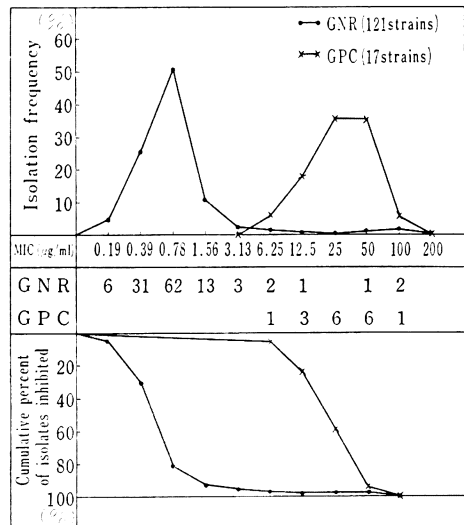 (%)
GNR (121strains)
GPC (17strains)
Isolation frequency
60
50
40
30
20
10
MIC (μg/ml) 0.19 0.39 0.78 1.56 3.13 6.25 12.5 25 50 100 200
GNR 6 31 62 13 3 2 1 1 2
GPC 1 3 6 6 1
Cumulative percent
of isolates inhibited
20
40
60
80
100
(%)